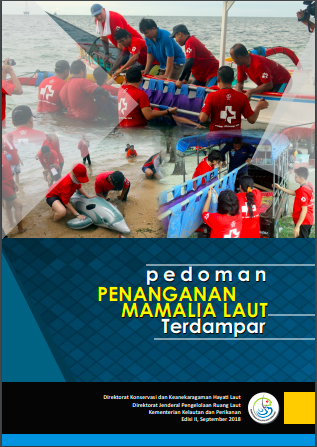 pedoman
PENANGANAN
MAMALIA LAUT
Terdampar
Direktorat Konservasi dan Keanekaragaman Hayati Laut
Direktorat Jenderal Pengelolaan Ruang Laut
Kementerian Kelautan dan Perikanan
Edisi II, September 2018